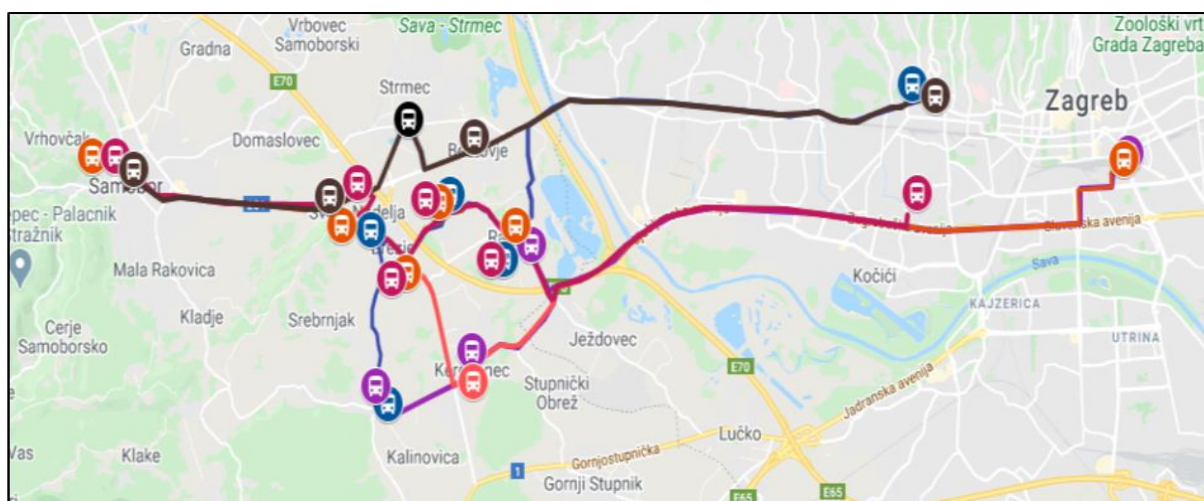 Vrbovec
Samoborski
Sava - Strmec
Zoološki vrt
Grada Zagreba
Gradna
E70
Strmec
Zagreb
Vrhovčak
Domaslovec
Samobor
epec - Palacnik
Stražnik
Slavonska avenija
Mala Rakovica
Kočići
Sava
KAJZERICA
Kladje
Srebrnjak
Cerje
Samoborsko
Ježdovec
UTRINA
E70
Stupnički
Obrež
Jadranska avenija
Lučko
Vas
Klake
Kalinovica
Gornjostupnička
1
Gornji Stupnik
E65
E65